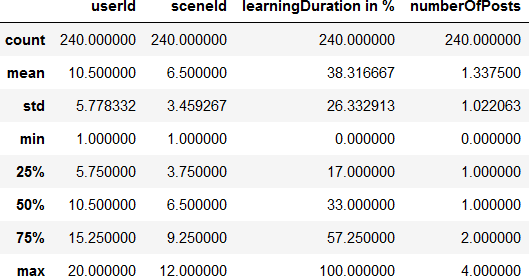 userId sceneId learningDuration in % numberOfPosts
count 240.000000 240.000000 240.000000 240.000000
mean 10.500000 6.500000 38.316667 1.337500
std 5.778332 3.459267 26.332913 1.022063
min 1.000000 1.000000 0.000000 0.000000
25% 5.750000 3.750000 17.000000 1.000000
50% 10.500000 6.500000 33.000000 1.000000
75% 15.250000 9.250000 57.250000 2.000000
max 20.000000 12.000000 100.000000 4.000000